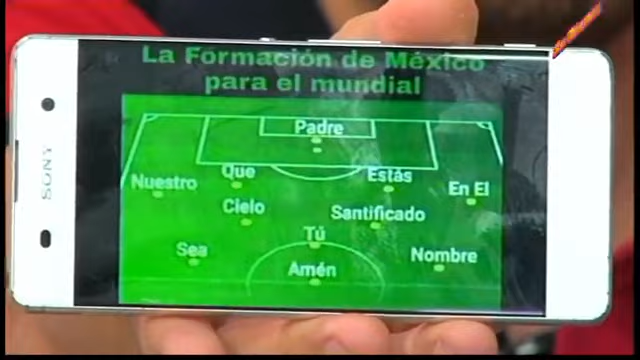 La Formación de México
para el mundial
Padre
Nuestro Que Estás En El
Cielo Santificado
Sea Tú Nombre
Amén
SONY